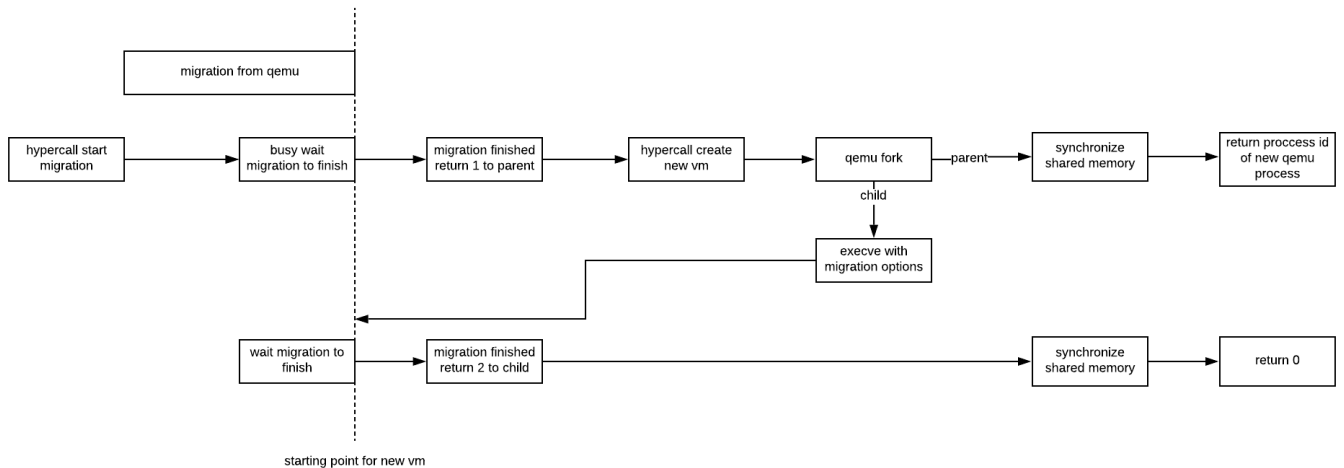 migration from qemu
hypercall start
migration
busy wait
migration to finish
migration finished
return 1 to parent
hypercall create
new vm
qemu fork
parent
synchronize
shared memory
return proccess id
of new qemu
process
child
execve with
migration options
wait migration to
finish
migration finished
return 2 to child
synchronize
shared memory
return 0
starting point for new vm